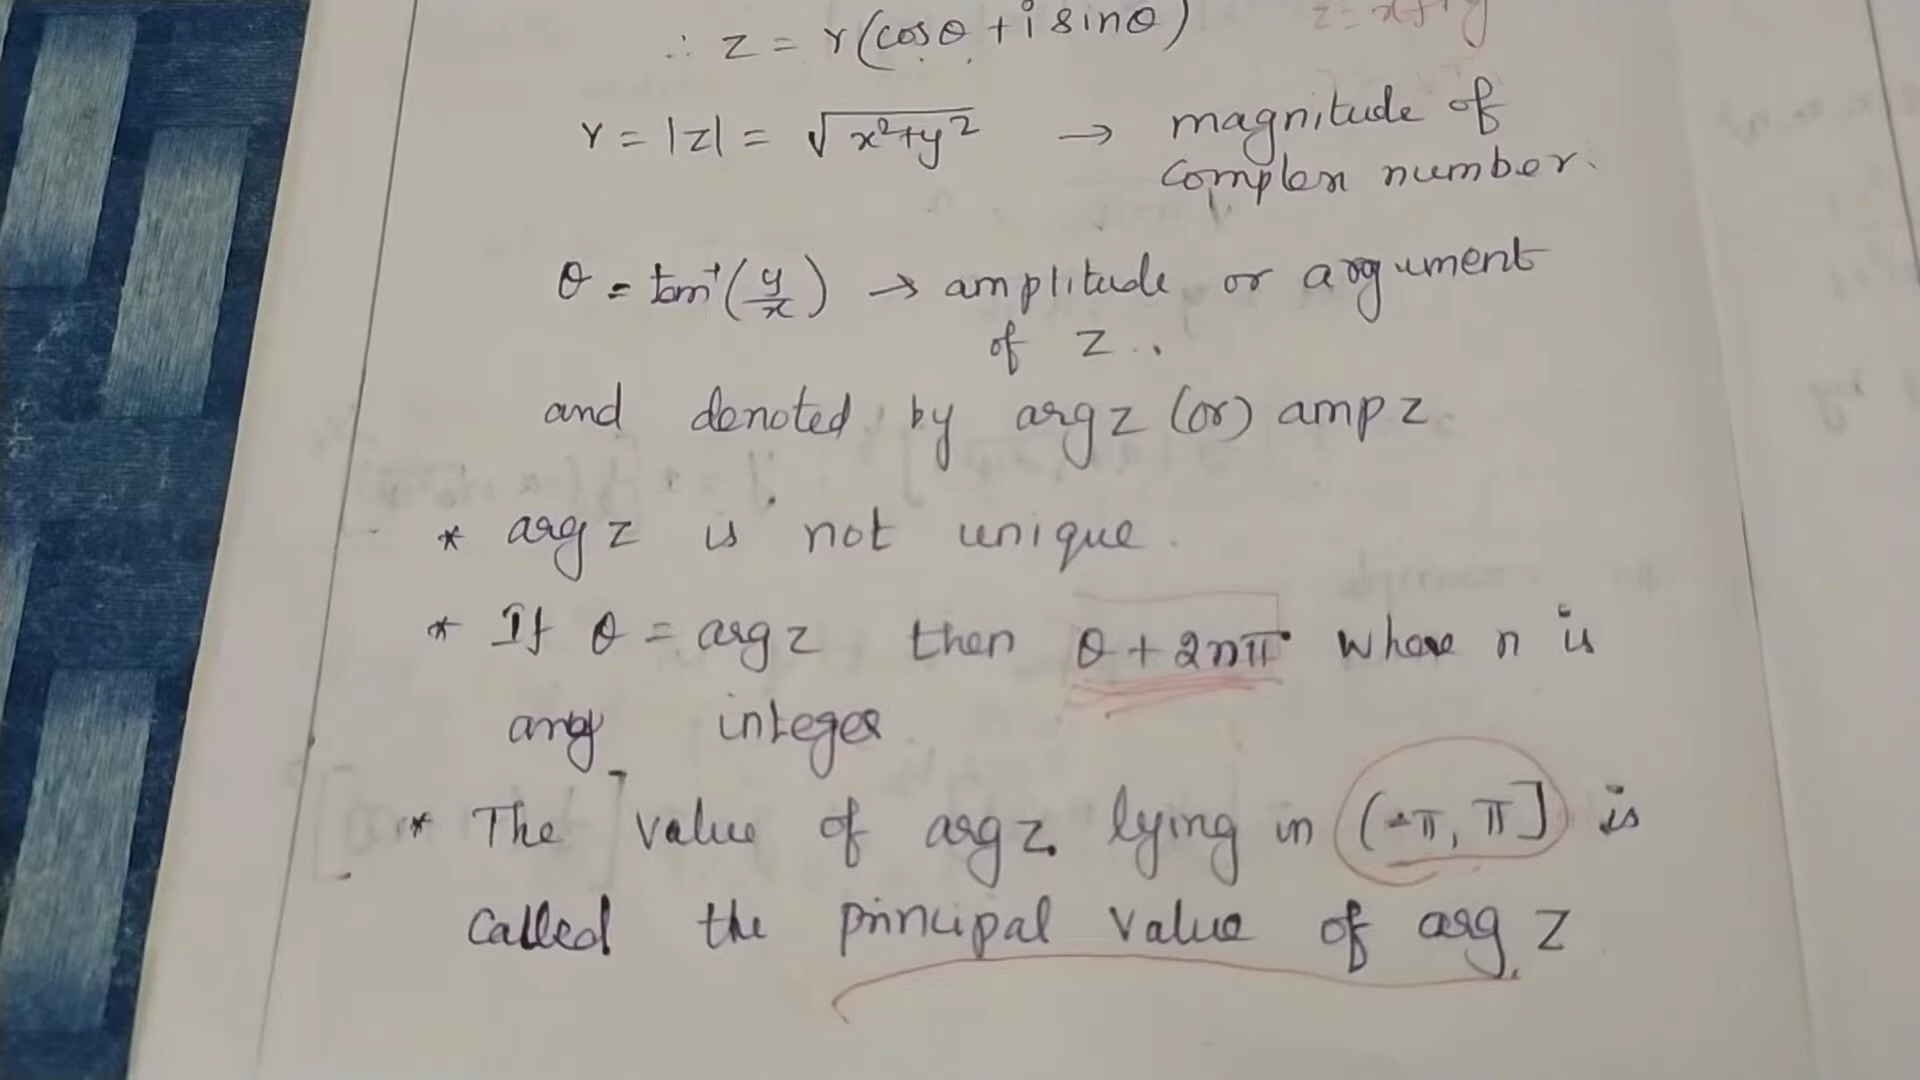 ∴ z = r(cosθ + i sinθ)
z = x+iy
r = |z| = √x²+y² → magnitude of
complex number.
θ = tan⁻¹(y/x) → amplitude or argument
of z.
and denoted by arg z (or) amp z
* arg z is not unique.
* If θ = arg z then θ + 2nπ where n is
any integer
* The value of arg z lying in (-π, π] is
called the principal value of arg z